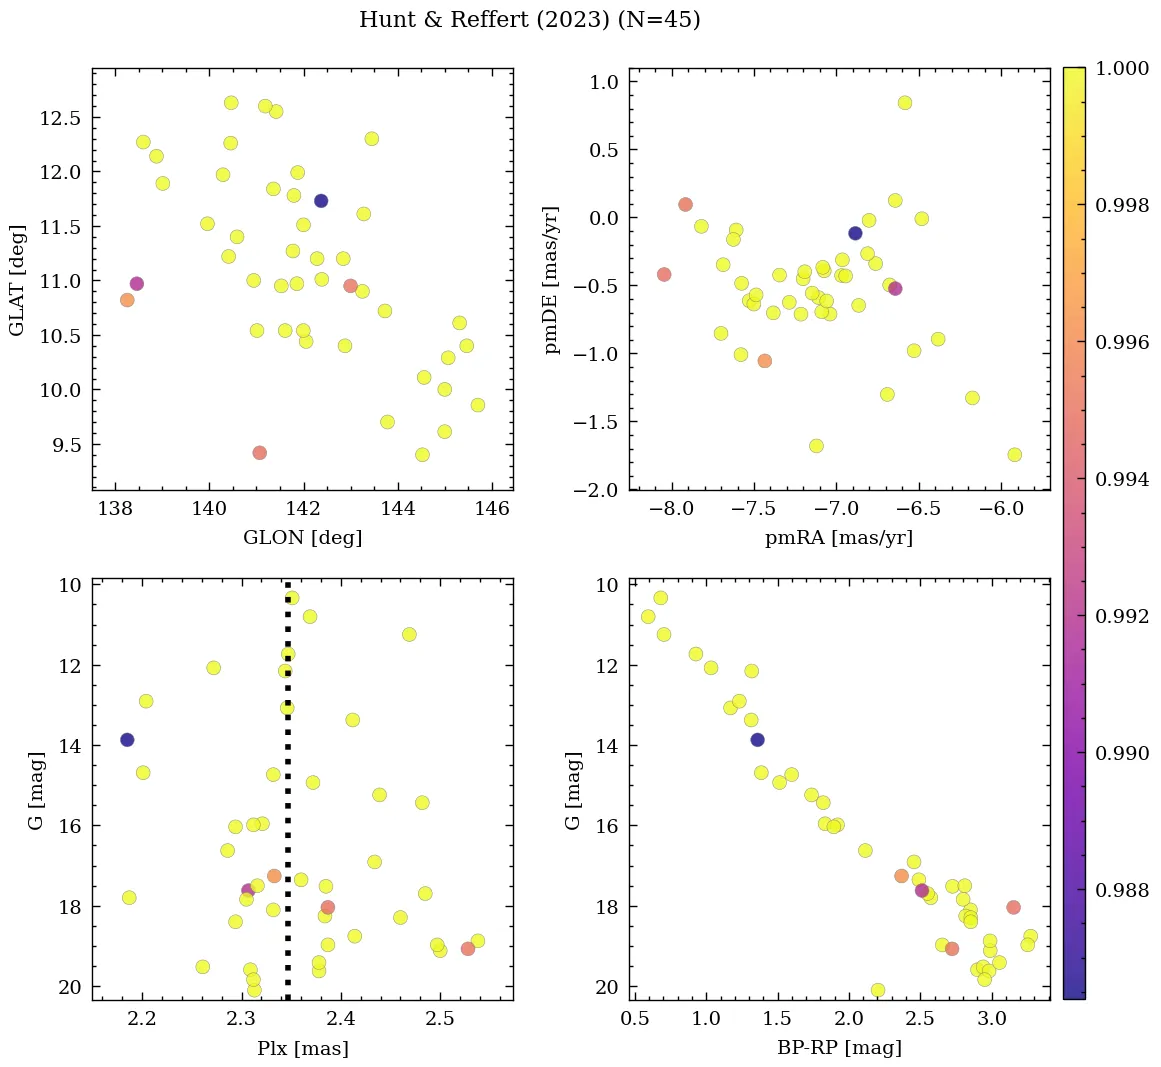 Hunt & Reffert (2023) (N=45)
12.5
12.0
11.5
11.0
10.5
10.0
9.5
GLAT [deg]
138 140 142 144 146
GLON [deg]
1.0
0.5
0.0
−0.5
−1.0
−1.5
−2.0
pmDE [mas/yr]
−8.0 −7.5 −7.0 −6.5 −6.0
pmRA [mas/yr]
10
12
14
16
18
20
G [mag]
2.2 2.3 2.4 2.5
Plx [mas]
10
12
14
16
18
20
G [mag]
0.5 1.0 1.5 2.0 2.5 3.0
BP-RP [mag]
1.000
0.998
0.996
0.994
0.992
0.990
0.988